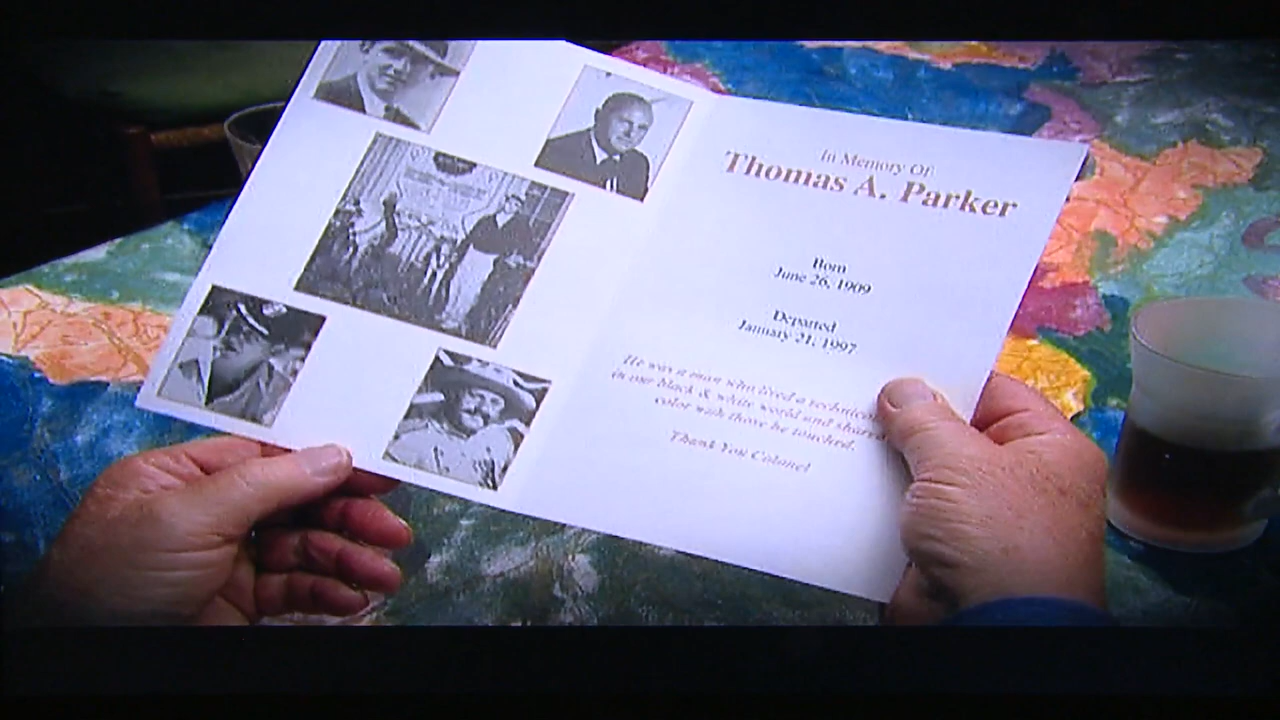 In Memory Of:
Thomas A. Parker
Born
June 26, 1909
Departed
January 21, 1997
He was a man who lived a technicolor
in our black & white world and shared
color with those he touched.
Thank You Colonel